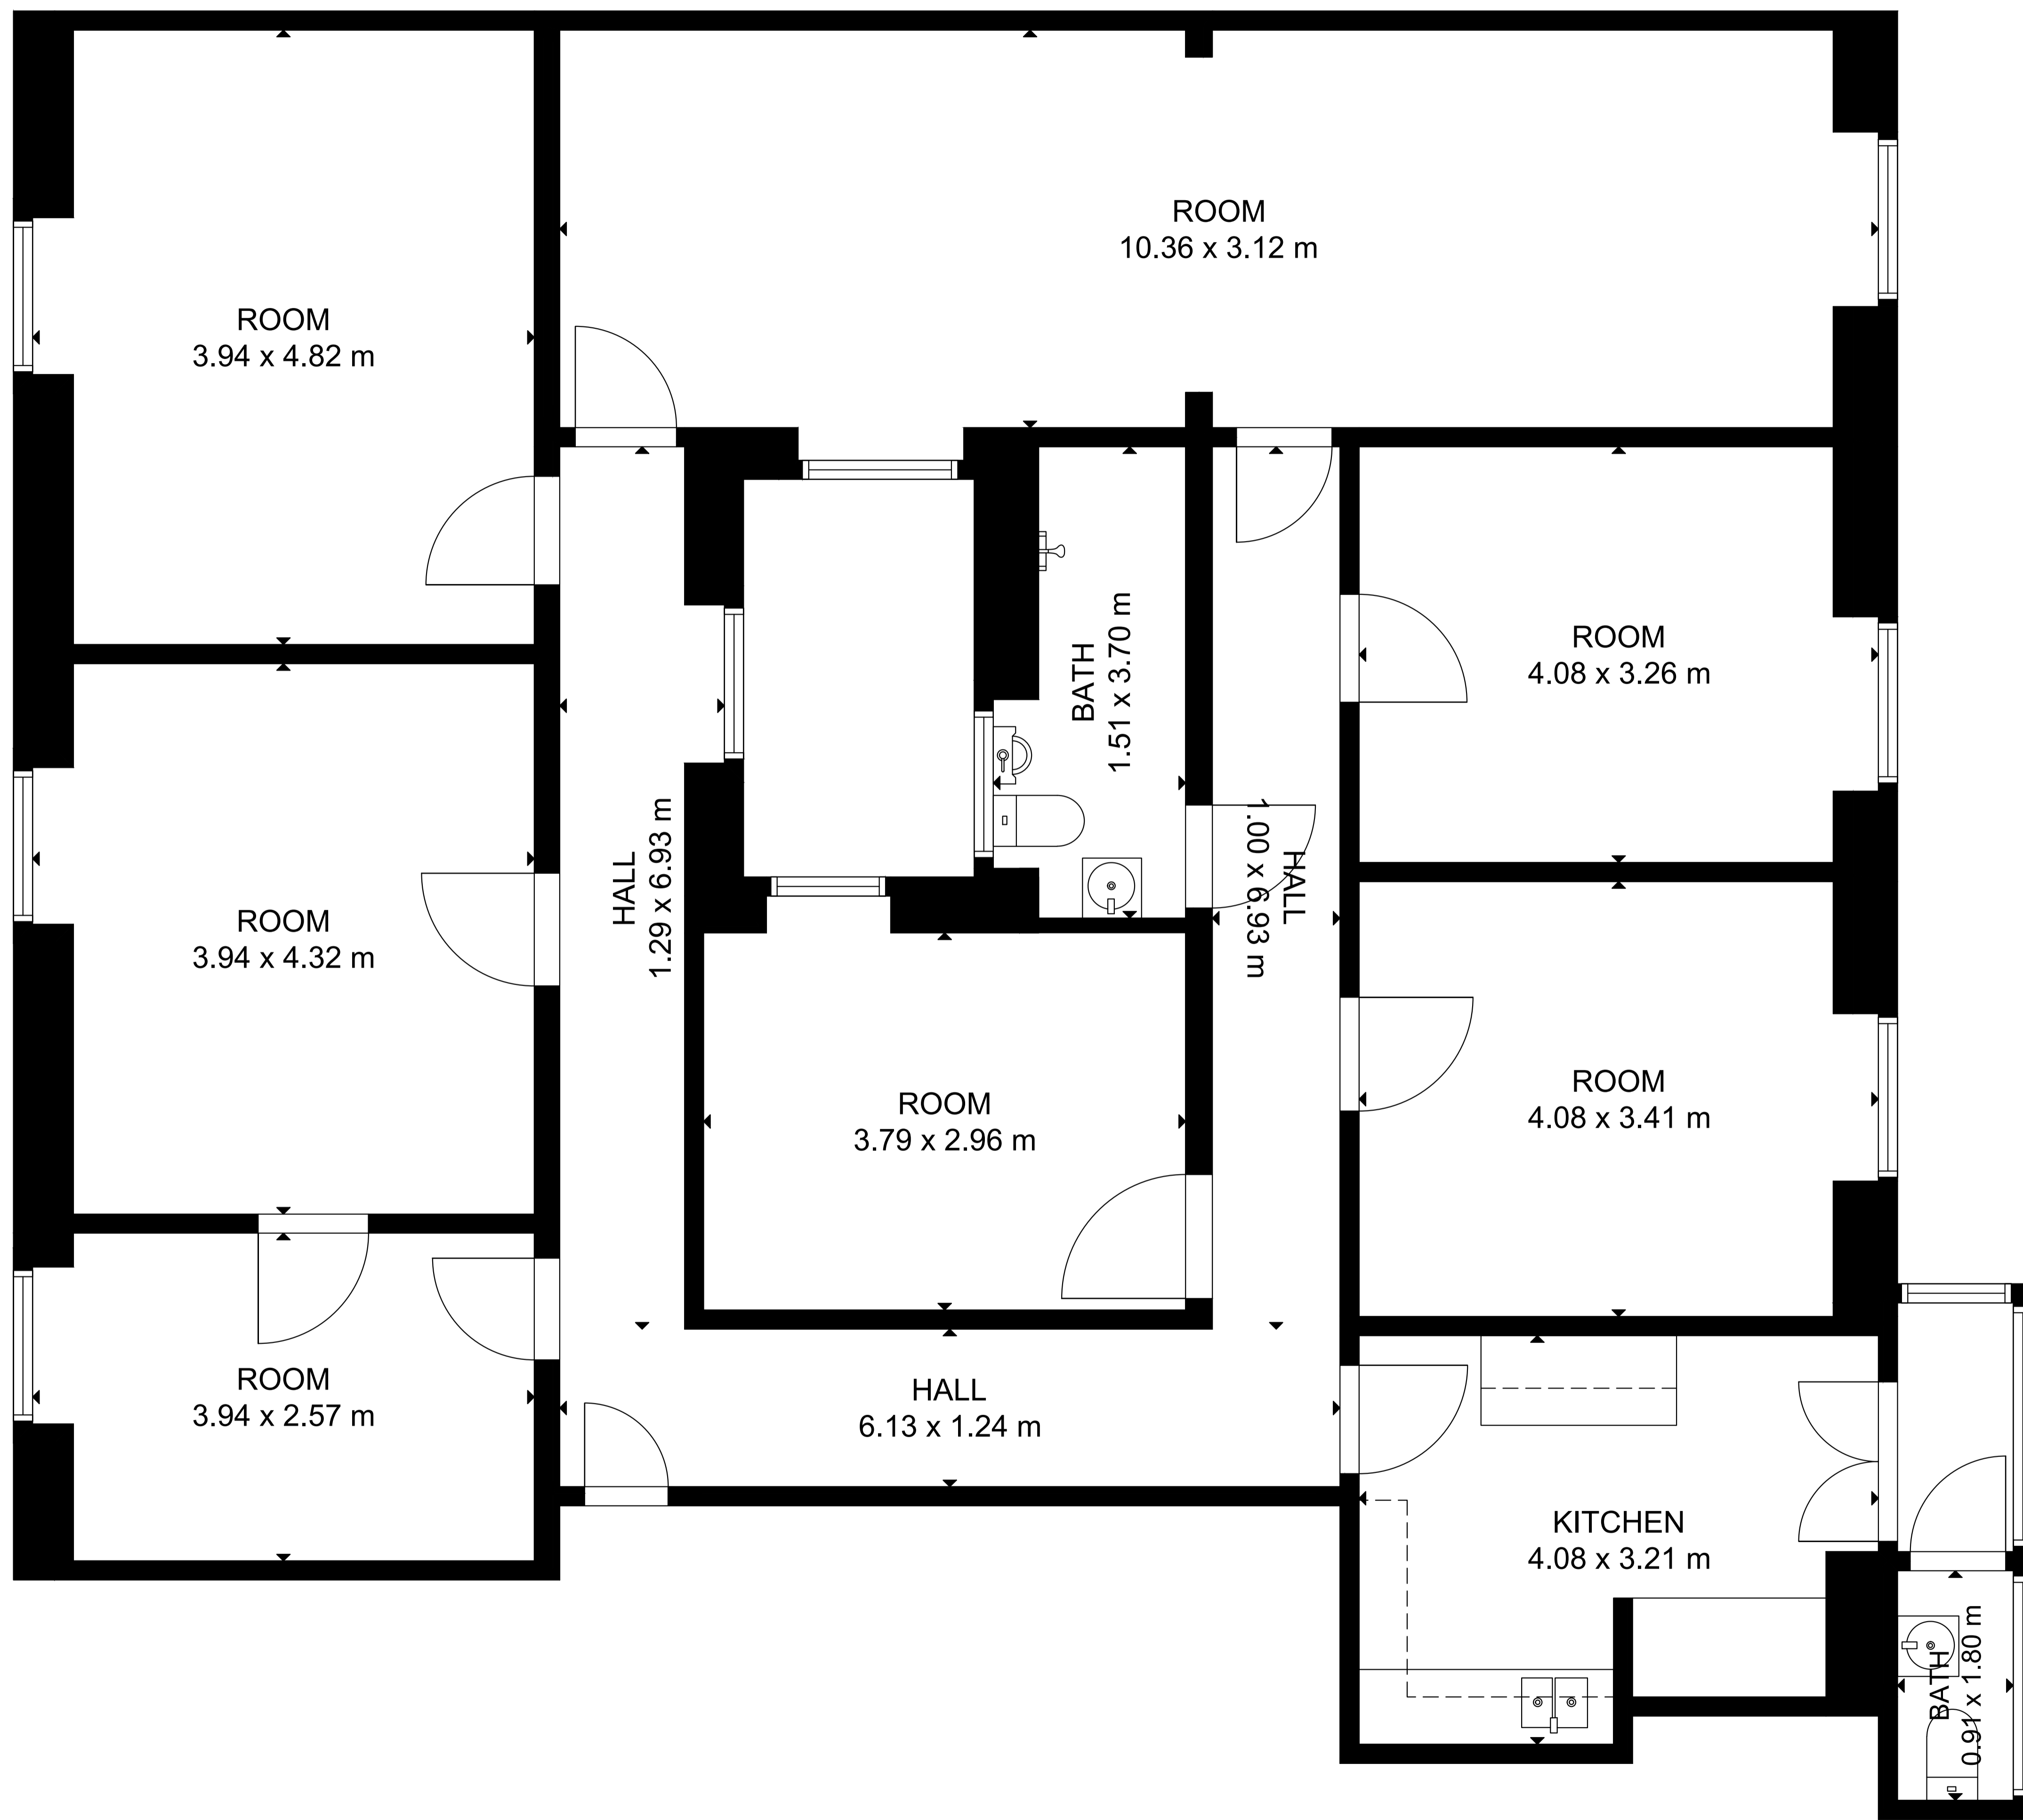 ROOM
10.36 x 3.12 m
ROOM
3.94 x 4.82 m
BATH
1.51 x 3.70 m
ROOM
4.08 x 3.26 m
HALL
1.29 x 6.93 m
HALL
1.00 x 6.93 m
ROOM
3.94 x 4.32 m
ROOM
3.79 x 2.96 m
ROOM
4.08 x 3.41 m
ROOM
3.94 x 2.57 m
HALL
6.13 x 1.24 m
KITCHEN
4.08 x 3.21 m
BATH
0.91 x 1.80 m